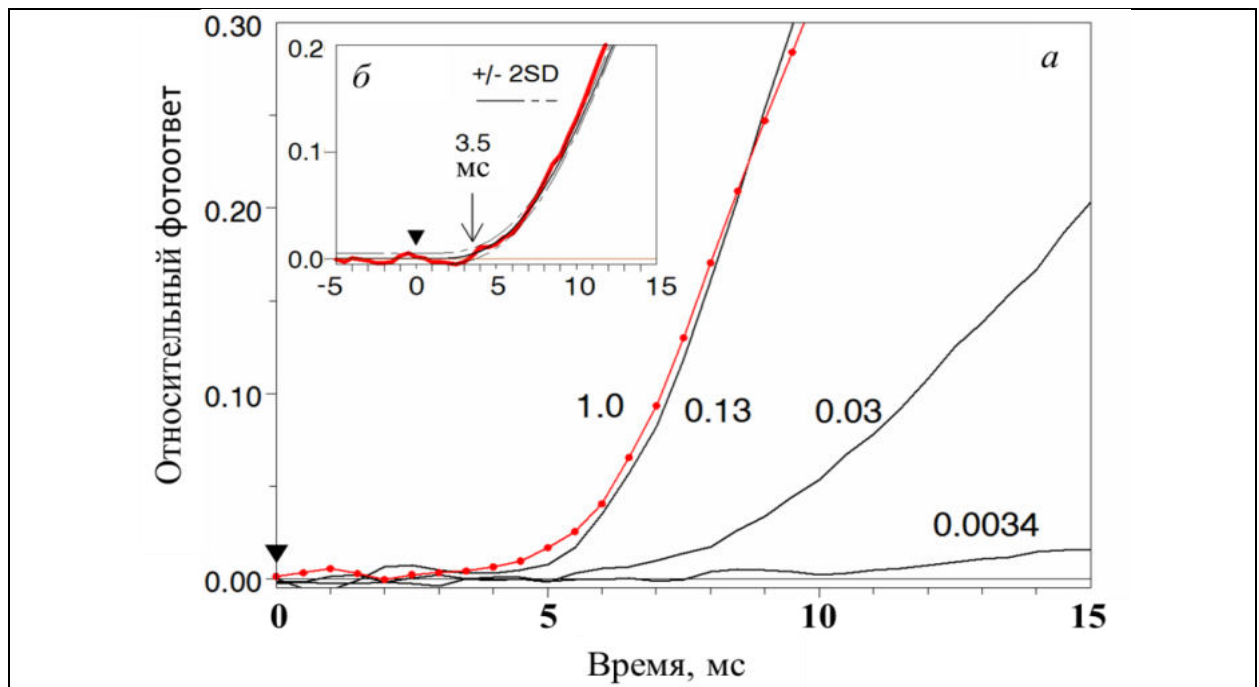 0.30
0.20
0.10
0.00
Относительный фотоответ
а
0.2
0.1
0.0
б
+/- 2SD
3.5
мс
-5 0 5 10 15
1.0 0.13 0.03
0.0034
0 5 10 15
Время, мс